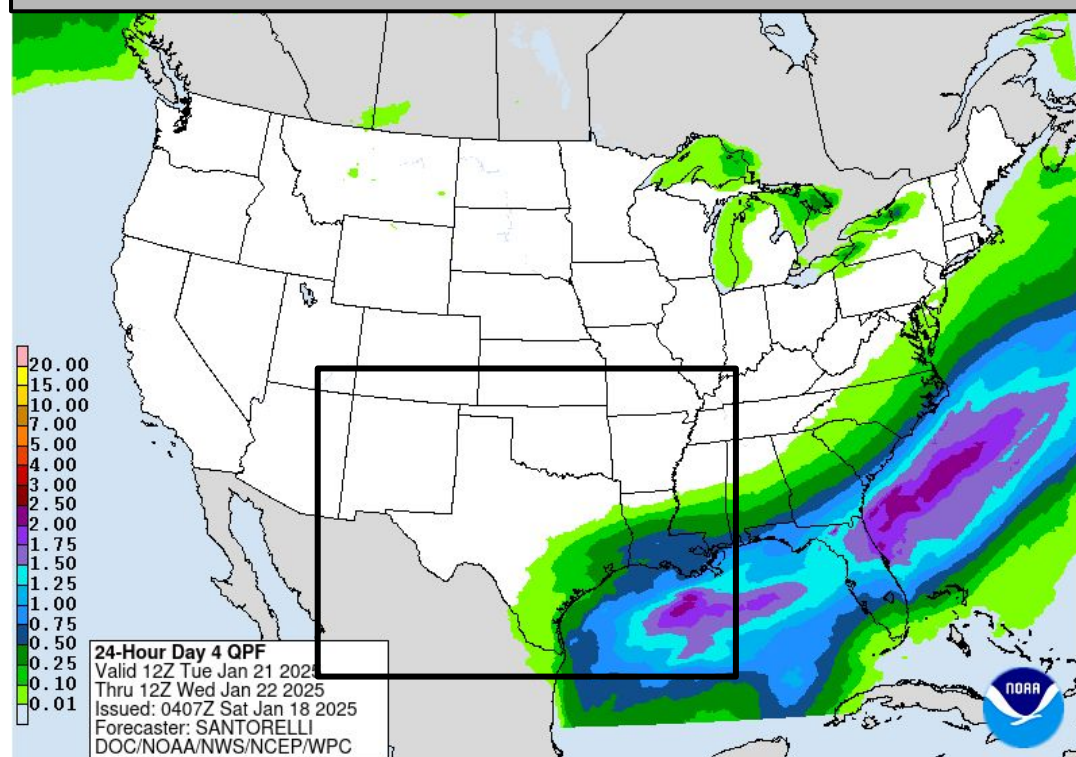 20.00
15.00
10.00
7.00
5.00
4.00
3.00
2.50
2.00
1.75
1.50
1.25
1.00
0.75
0.50
0.25
0.10
0.01
24-Hour Day 4 QPF
Valid 12Z Tue Jan 21 2025
Thru 12Z Wed Jan 22 2025
Issued: 0407Z Sat Jan 18 2025
Forecaster: SANTORELLI
DOC/NOAA/NWS/NCEP/WPC
NOAA